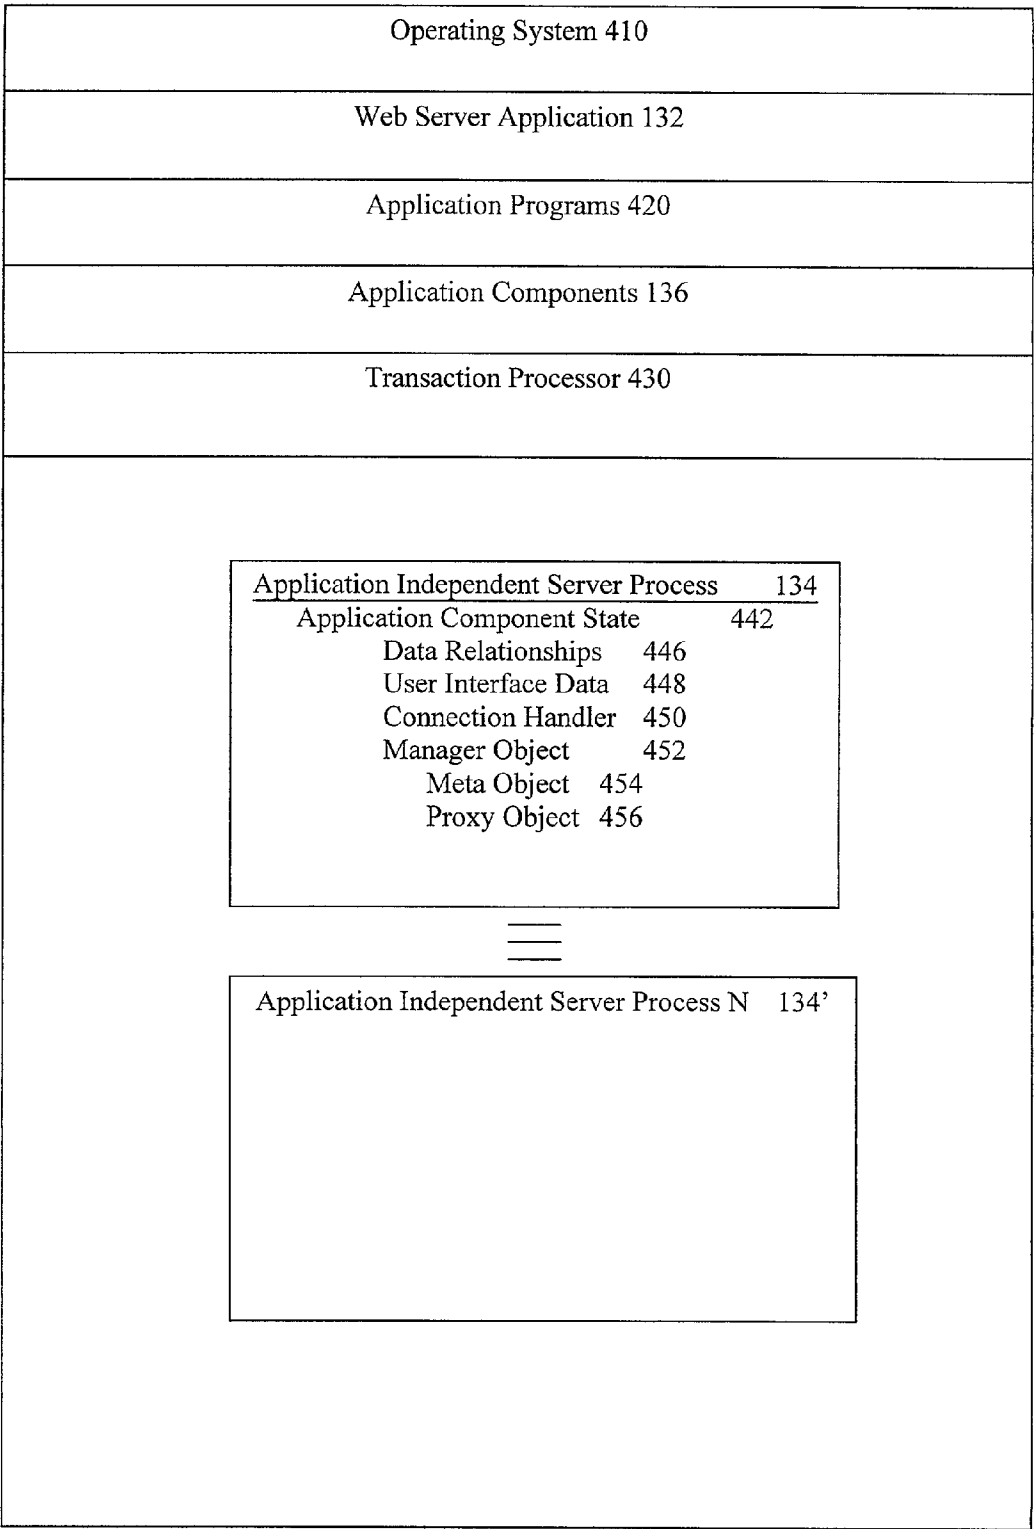 Operating System 410
Web Server Application 132
Application Programs 420
Application Components 136
Transaction Processor 430
Application Independent Server Process 134
Application Component State 442
Data Relationships 446
User Interface Data 448
Connection Handler 450
Manager Object 452
Meta Object 454
Proxy Object 456
Application Independent Server Process N 134’